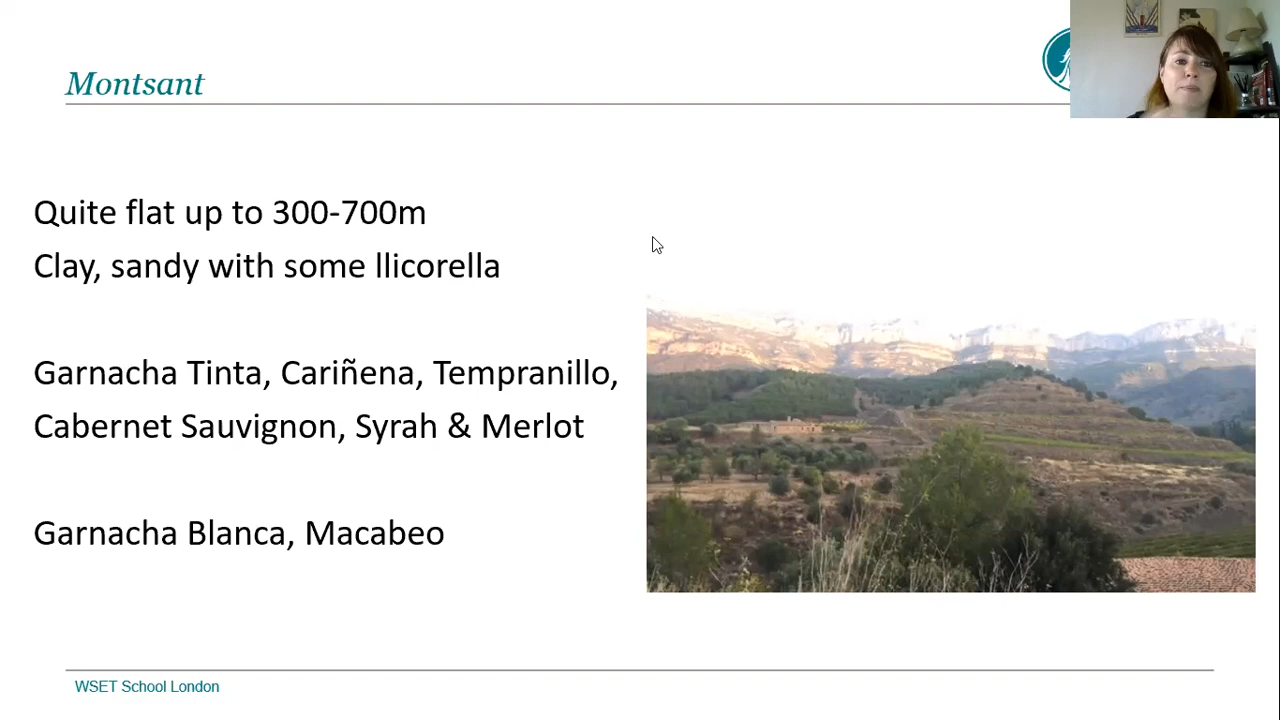 Montsant
Quite flat up to 300-700m
Clay, sandy with some llicorella
Garnacha Tinta, Cariñena, Tempranillo,
Cabernet Sauvignon, Syrah & Merlot
Garnacha Blanca, Macabeo
WSET School London